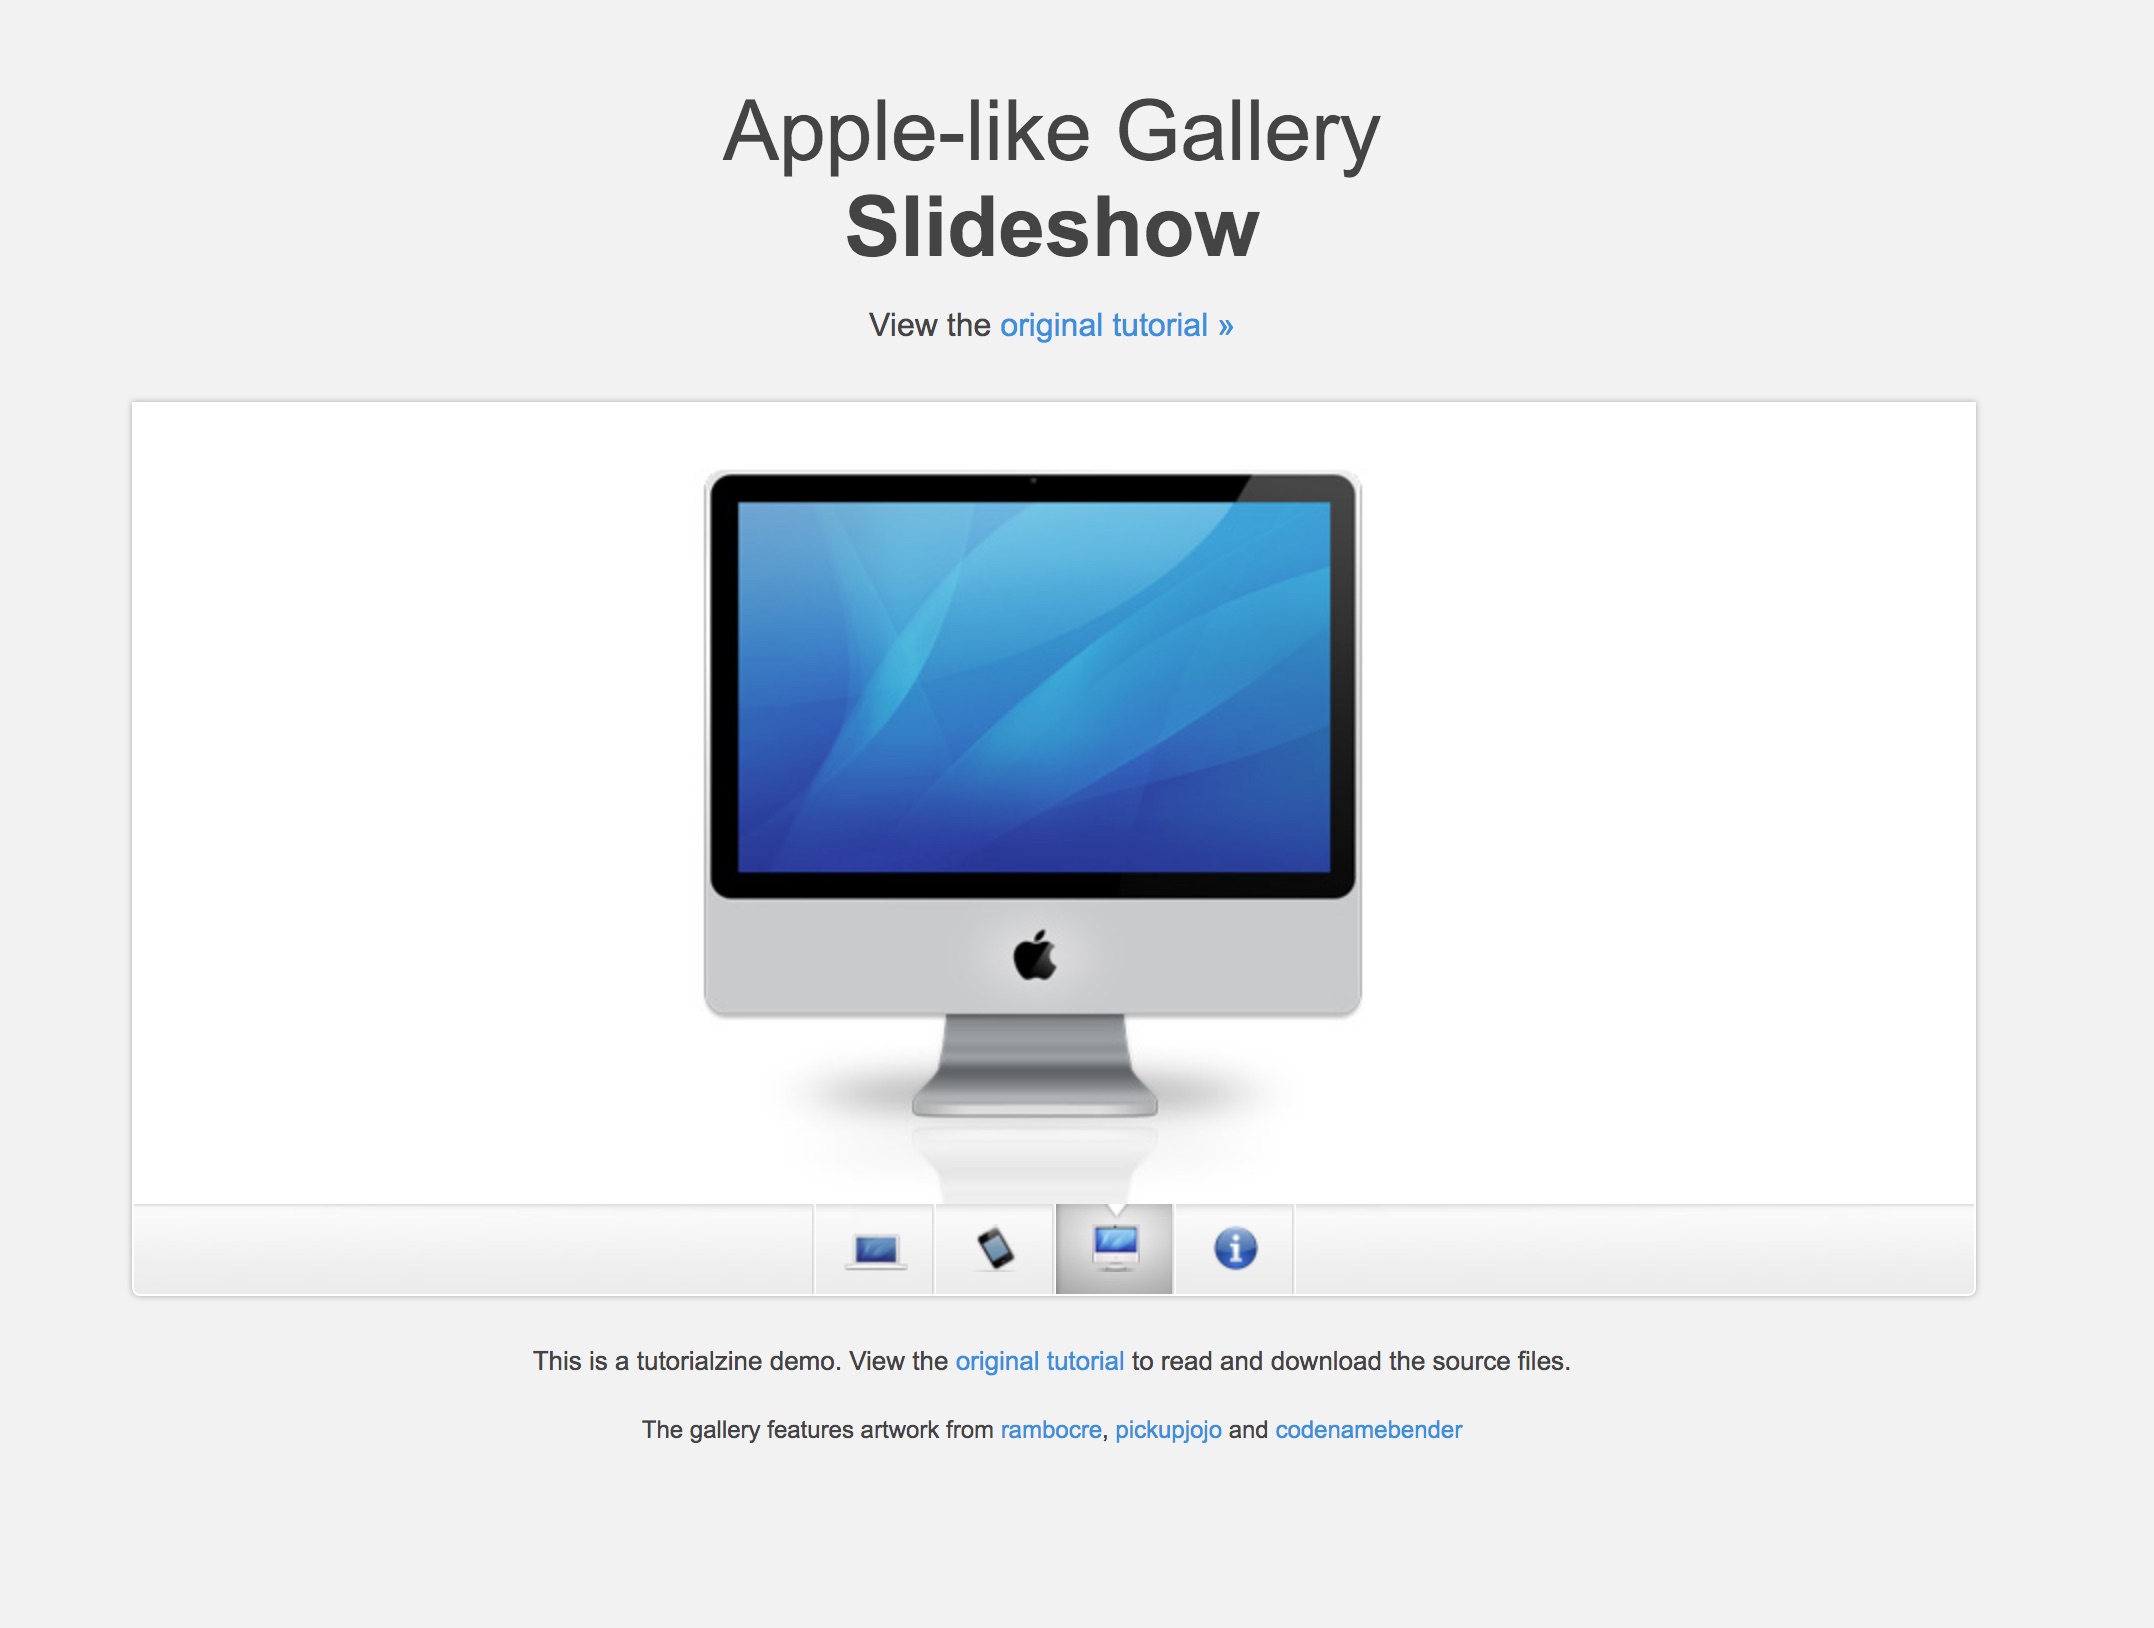 Apple-like Gallery
Slideshow
View the original tutorial »
This is a tutorialzine demo. View the original tutorial to read and download the source files.
The gallery features artwork from rambocre, pickupjojo and codenamebender